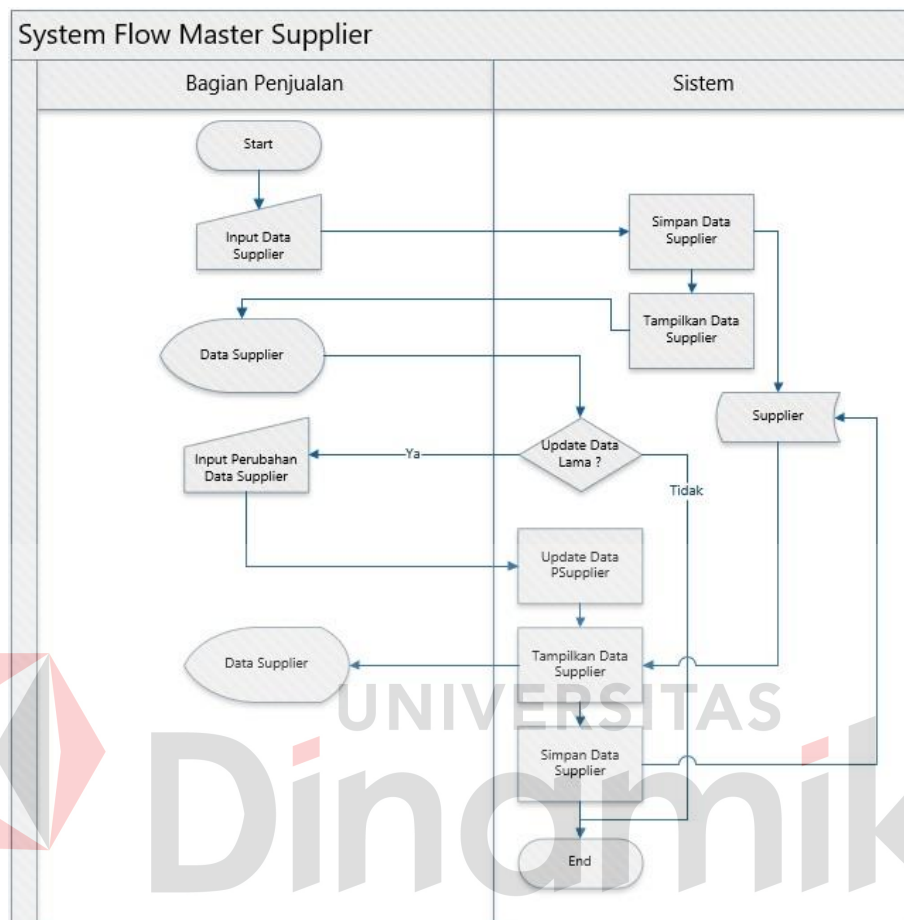 System Flow Master Supplier
Bagian Penjualan
Sistem
Start
Input Data
Supplier
Simpan Data
Supplier
Tampilkan Data
Supplier
Data Supplier
Supplier
Update Data
Lama ?
Ya
Tidak
Input Perubahan
Data Supplier
Update Data
PSupplier
Tampilkan Data
Supplier
Data Supplier
Simpan Data
Supplier
End
UNIVERSITAS
Dinamik